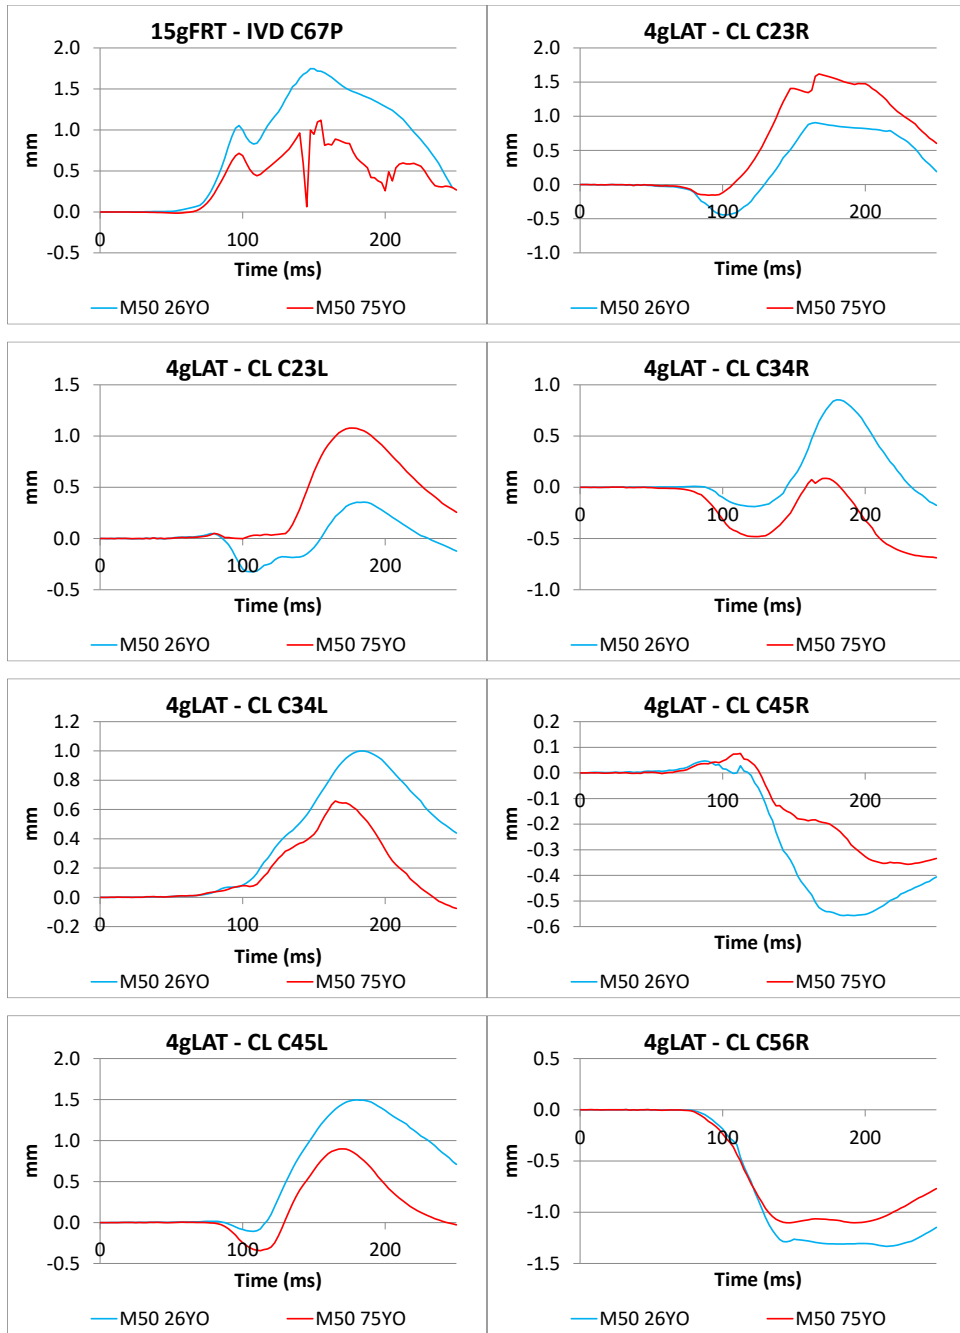 15gFRT - IVD C67P
2.0
1.5
1.0
0.5
0.0
-0.5
mm
0
100
200
Time (ms)
M50 26YO
M50 75YO
4gLAT - CL C23R
2.0
1.5
1.0
0.5
0.0
-0.5
-1.0
mm
0
100
200
Time (ms)
M50 26YO
M50 75YO
4gLAT - CL C23L
1.5
1.0
0.5
0.0
-0.5
mm
0
100
200
Time (ms)
M50 26YO
M50 75YO
4gLAT - CL C34R
1.0
0.5
0.0
-0.5
-1.0
mm
0
100
200
Time (ms)
M50 26YO
M50 75YO
4gLAT - CL C34L
1.2
1.0
0.8
0.6
0.4
0.2
0.0
-0.2
mm
0
100
200
Time (ms)
M50 26YO
M50 75YO
4gLAT - CL C45R
0.2
0.1
0.0
-0.1
-0.2
-0.3
-0.4
-0.5
-0.6
mm
0
100
200
Time (ms)
M50 26YO
M50 75YO
4gLAT - CL C45L
2.0
1.5
1.0
0.5
0.0
-0.5
mm
0
100
200
Time (ms)
M50 26YO
M50 75YO
4gLAT - CL C56R
0.5
0.0
-0.5
-1.0
-1.5
mm
0
100
200
Time (ms)
M50 26YO
M50 75YO